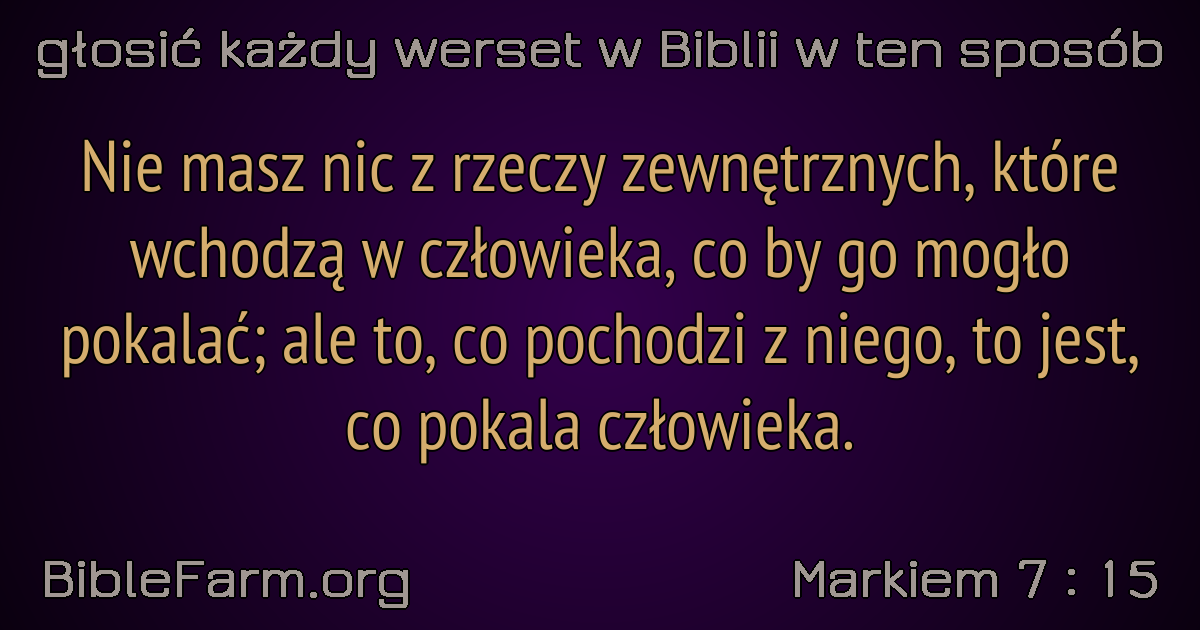 głosić każdy werset w Biblii w ten sposób
Nie masz nic z rzeczy zewnętrznych, które
wchodzą w człowieka, co by go mogło
pokalać; ale to, co pochodzi z niego, to jest,
co pokala człowieka.
BibleFarm.org
Markiem 7 : 15